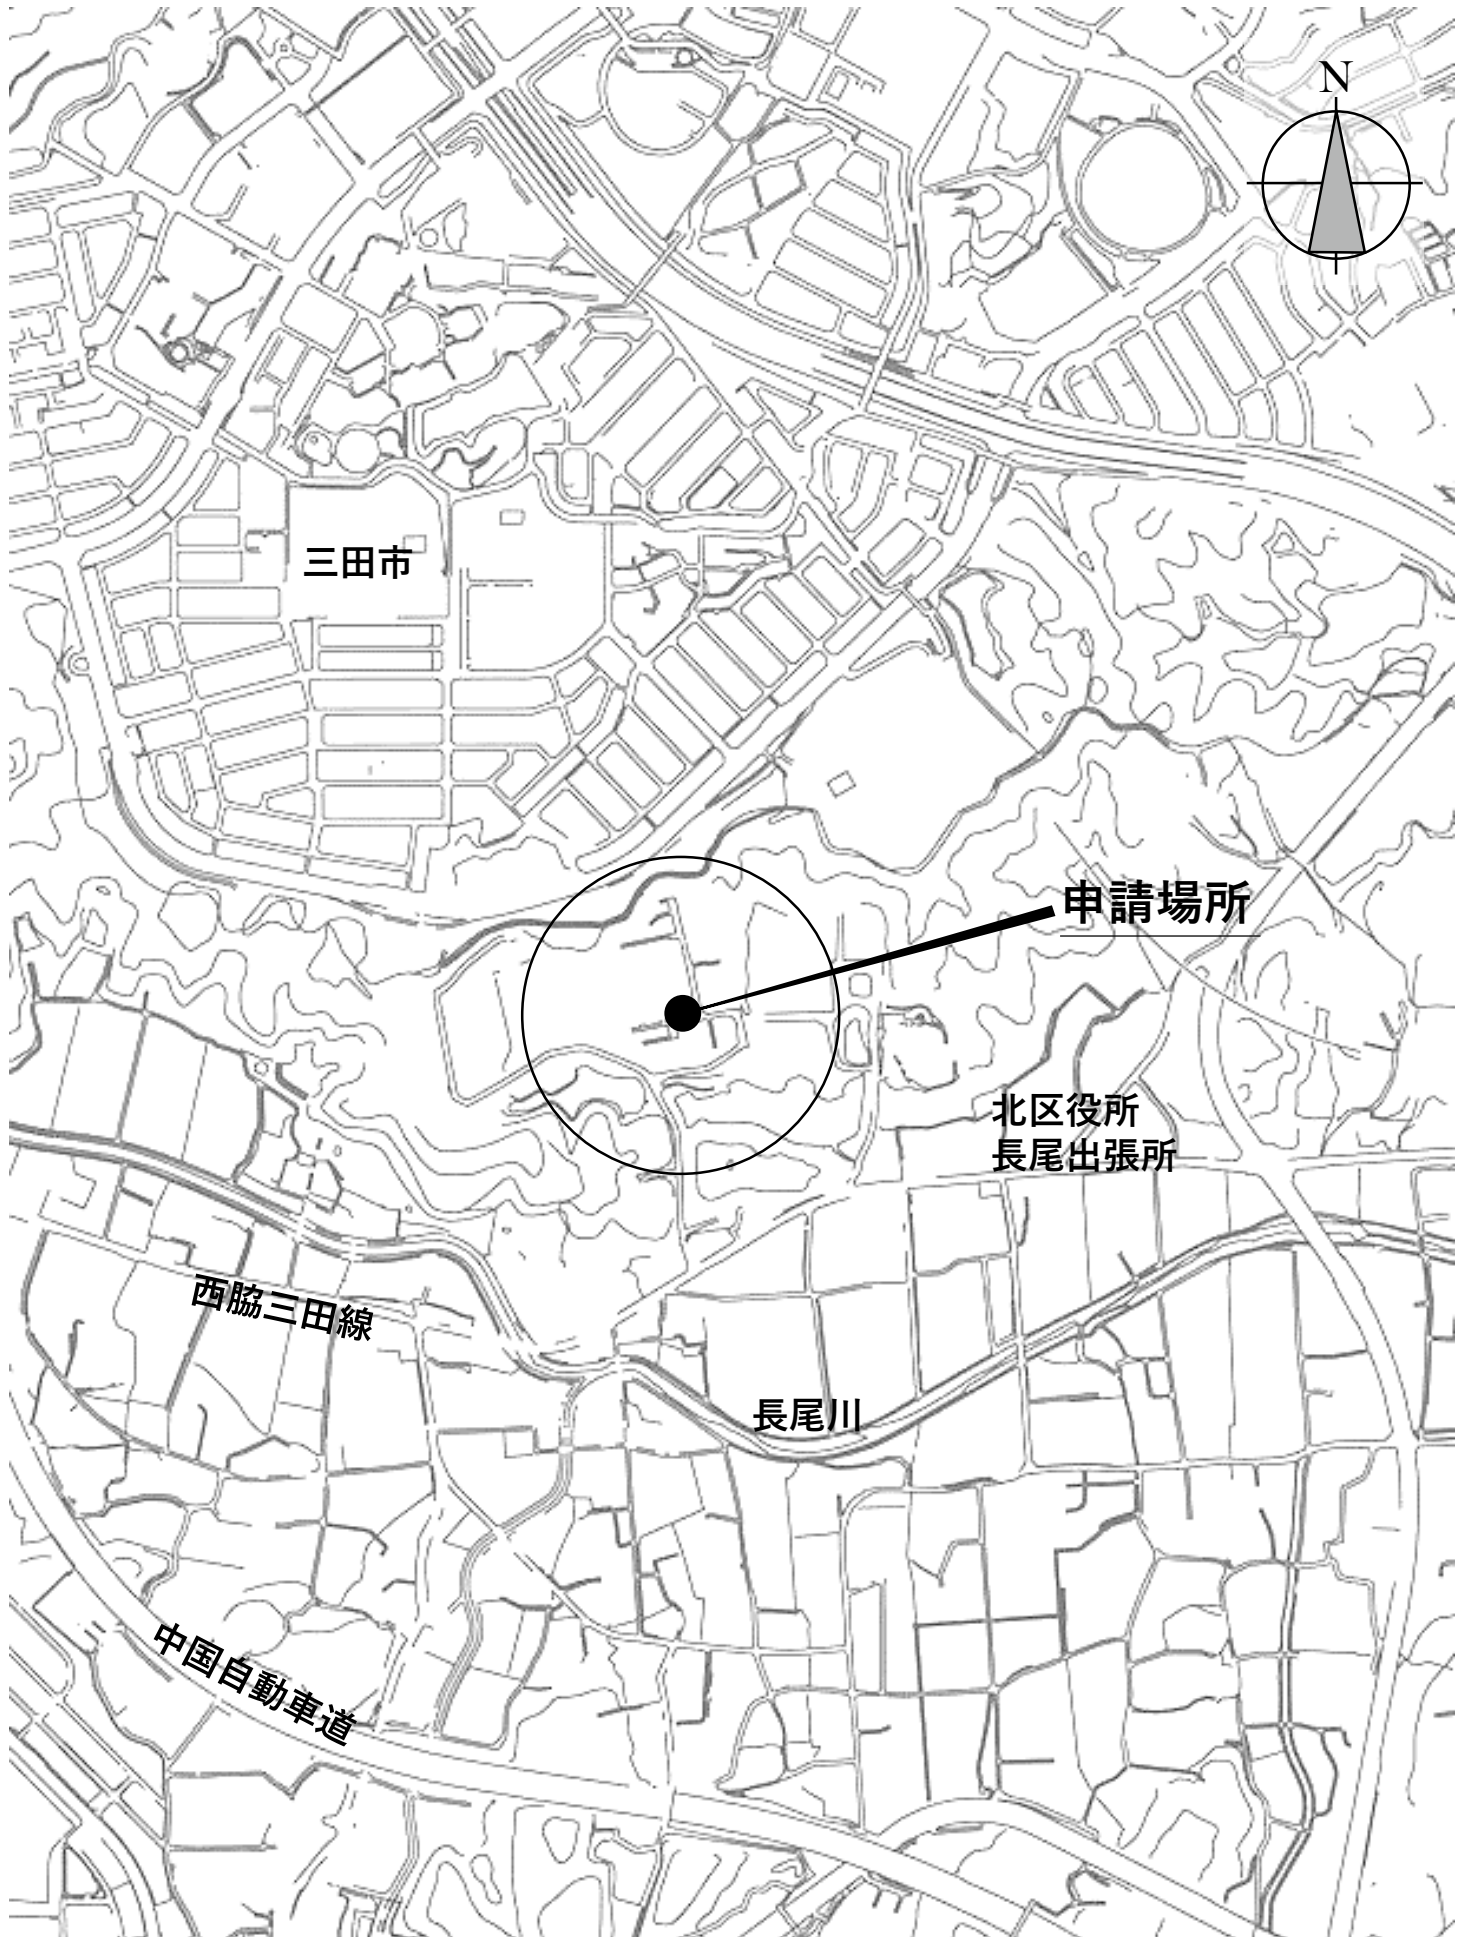 N
三田市
申請場所
北区役所
長尾出張所
西脇三田線
長尾川
中国自動車道